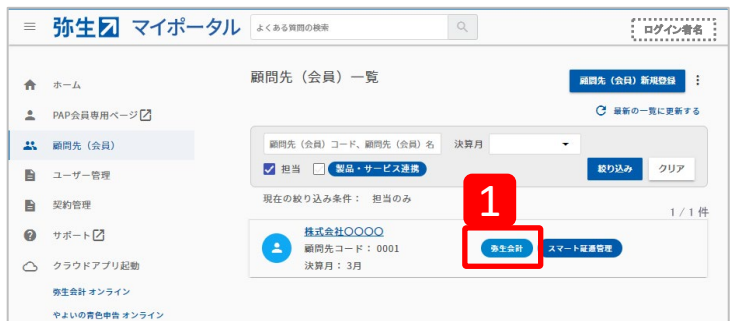 弥生 マイポータル
よくある質問の検索
ログイン者名
ホーム
PAP会員専用ページ
顧問先（会員）
ユーザー管理
契約管理
サポート
クラウドアプリ起動
弥生会計 オンライン
やよいの青色申告 オンライン
顧問先（会員）一覧
顧問先（会員）新規登録
最新の一覧に更新する
顧問先（会員）コード、顧問先（会員）名
決算月
担当
製品・サービス連携
絞り込み
クリア
現在の絞り込み条件： 担当のみ
1 / 1 件
1
株式会社〇〇〇〇
顧問先コード： 0001
決算月： 3月
弥生会計
スマート証憑管理